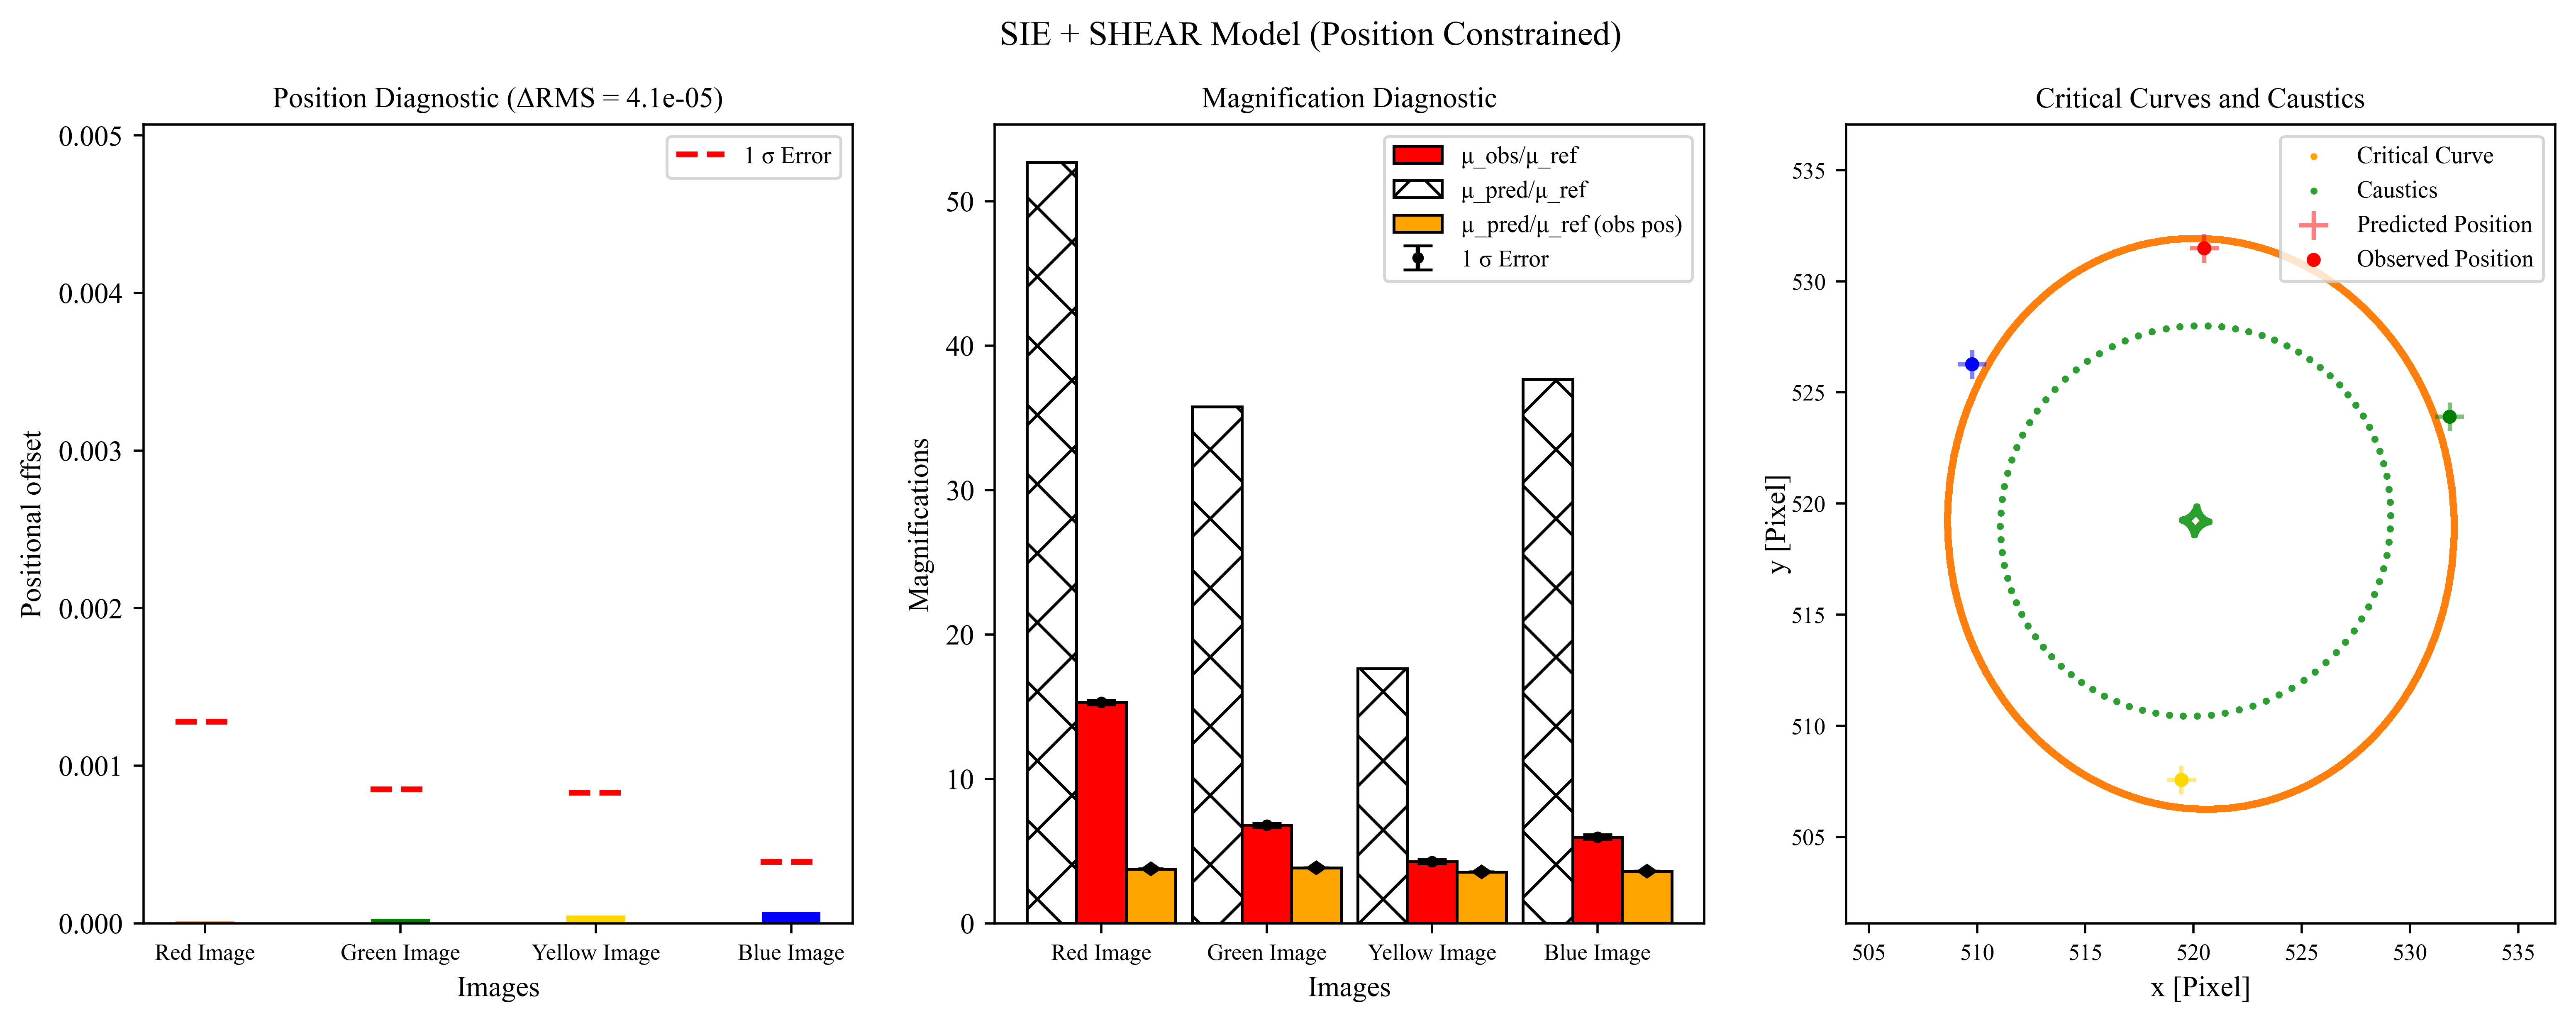 SIE + SHEAR Model (Position Constrained)
Position Diagnostic (ΔRMS = 4.1e-05)
1 σ Error
Positional offset
0.005
0.004
0.003
0.002
0.001
0.000
Red Image
Green Image
Yellow Image
Blue Image
Images
Magnification Diagnostic
μ_obs/μ_ref
μ_pred/μ_ref
μ_pred/μ_ref (obs pos)
1 σ Error
Magnifications
50
40
30
20
10
0
Red Image
Green Image
Yellow Image
Blue Image
Images
Critical Curves and Caustics
Critical Curve
Caustics
Predicted Position
Observed Position
y [Pixel]
535
530
525
520
515
510
505
505
510
515
520
525
530
535
x [Pixel]